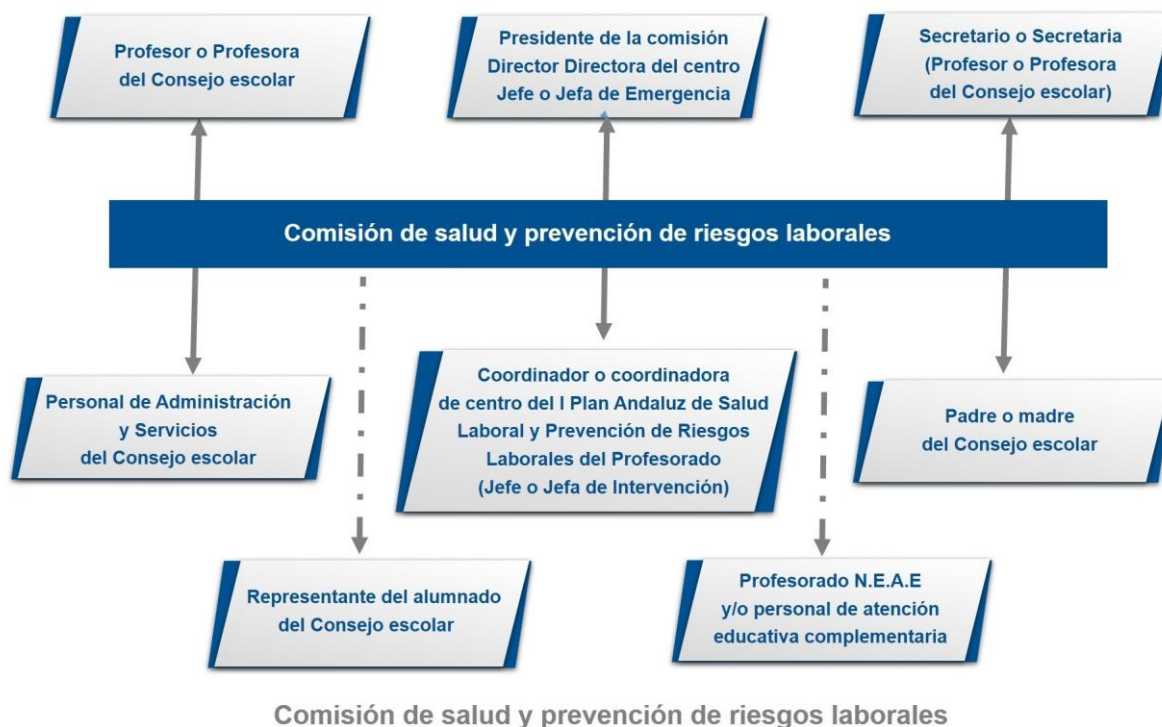 Profesor o Profesora
del Consejo escolar
Presidente de la comisión
Director Directora del centro
Jefe o Jefa de Emergencia
Secretario o Secretaria
(Profesor o Profesora
del Consejo escolar)
Comisión de salud y prevención de riesgos laborales
Personal de Administración
y Servicios
del Consejo escolar
Coordinador o coordinadora
de centro del I Plan Andaluz de Salud
Laboral y Prevención de Riesgos
Laborales del Profesorado
(Jefe o Jefa de Intervención)
Padre o madre
del Consejo escolar
Representante del alumnado
del Consejo escolar
Profesorado N.E.A.E
y/o personal de atención
educativa complementaria
Comisión de salud y prevención de riesgos laborales